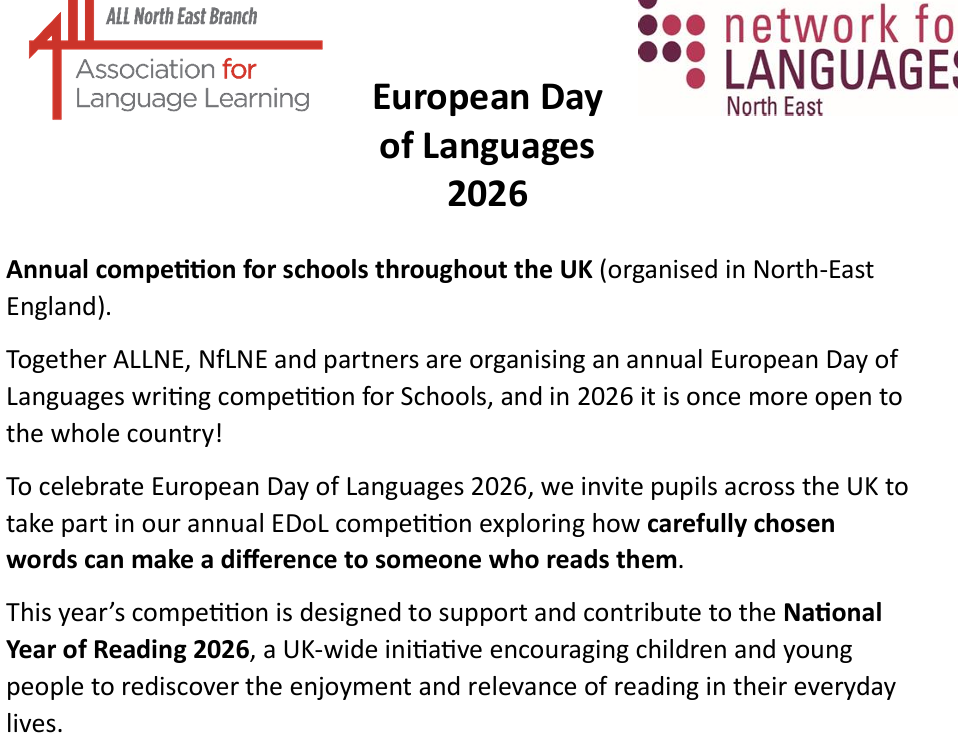 ALL North East Branch
Association for
Language Learning
network fo
LANGUAGES
North East
European Day
of Languages
2026
Annual competition for schools throughout the UK (organised in North-East
England).
Together ALLNE, NfLNE and partners are organising an annual European Day of
Languages writing competition for Schools, and in 2026 it is once more open to
the whole country!
To celebrate European Day of Languages 2026, we invite pupils across the UK to
take part in our annual EDoL competition exploring how carefully chosen
words can make a difference to someone who reads them.
This year’s competition is designed to support and contribute to the National
Year of Reading 2026, a UK-wide initiative encouraging children and young
people to rediscover the enjoyment and relevance of reading in their everyday
lives.